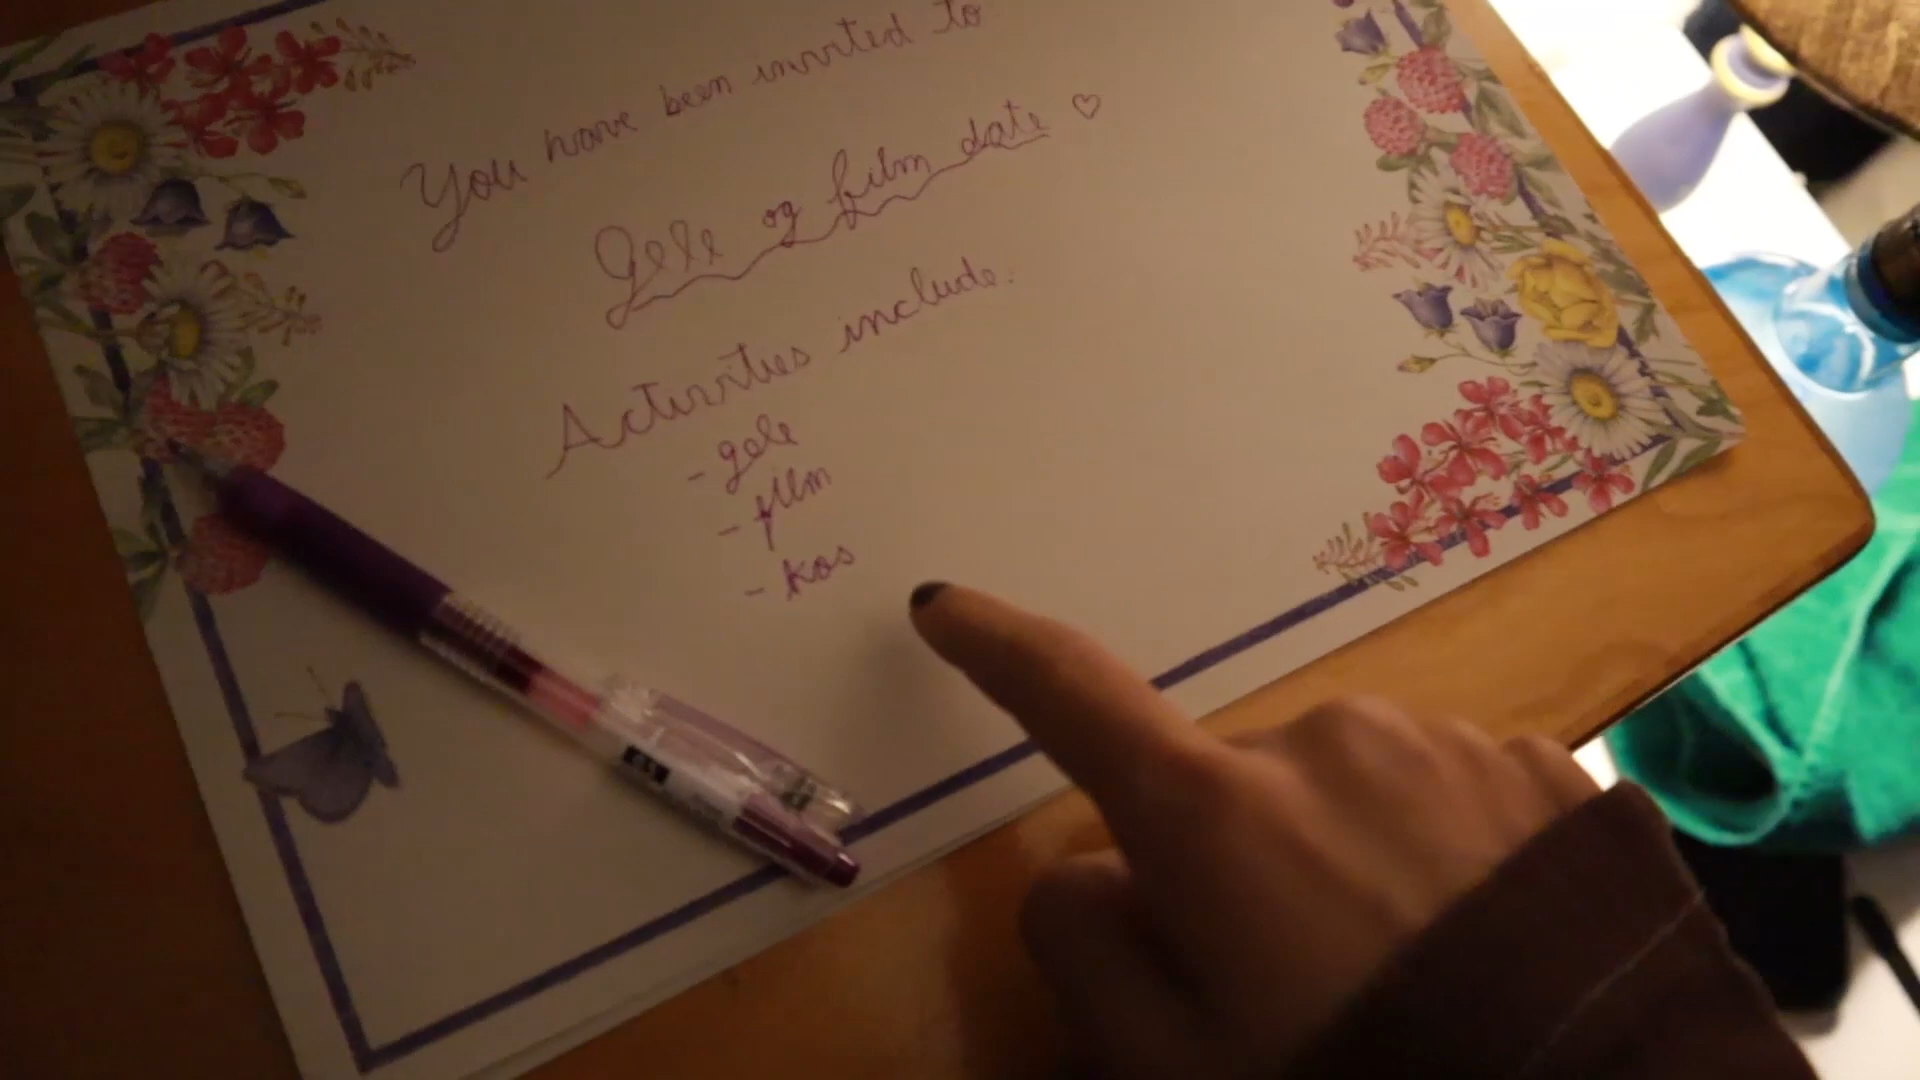 You have been invited to
Gele og film date ♡
Activities include:
- gele
- film
- kos